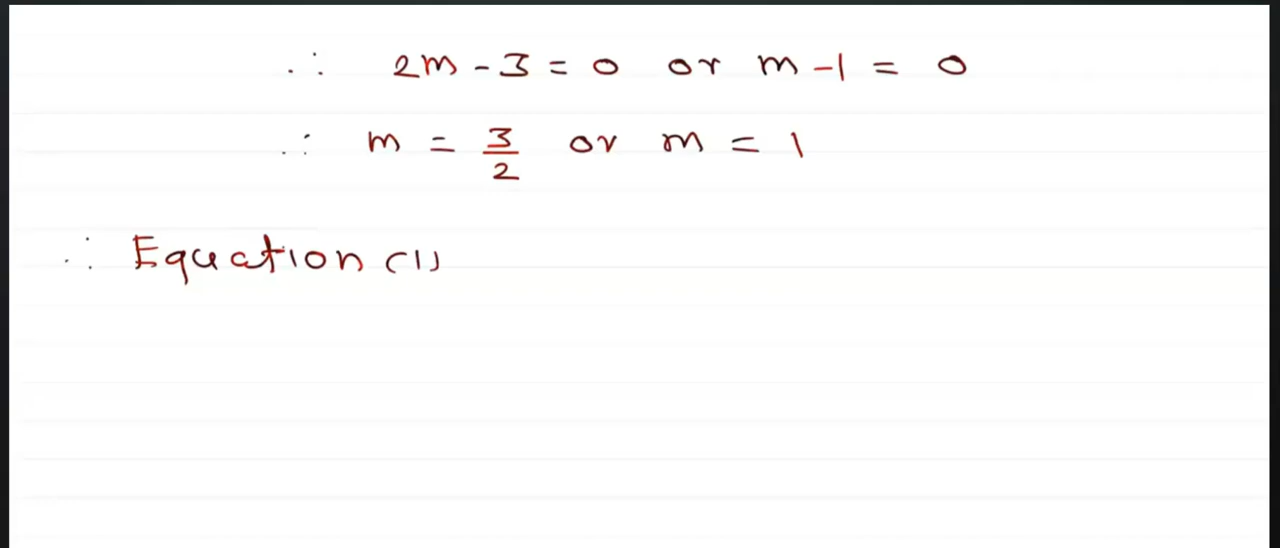 ∴ 2m - 3 = 0 or m - 1 = 0
∴ m = 3/2 or m = 1
∴ Equation (1)